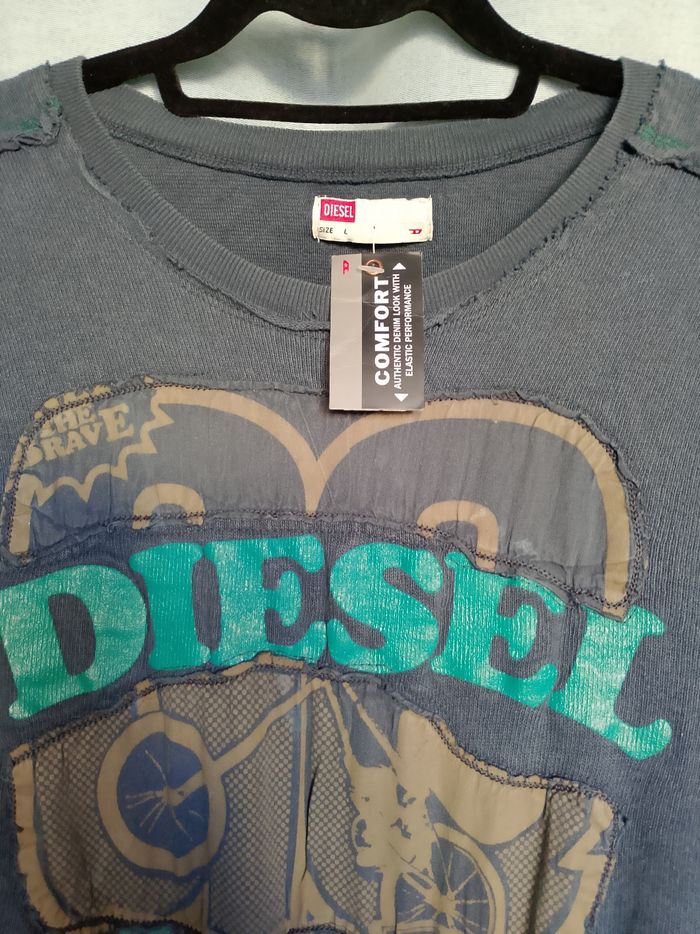 DIESEL
SIZE L
D
D
COMFORT
AUTHENTIC DENIM LOOK WITH
ELASTIC PERFORMANCE
THE
BRAVE
DIESEL